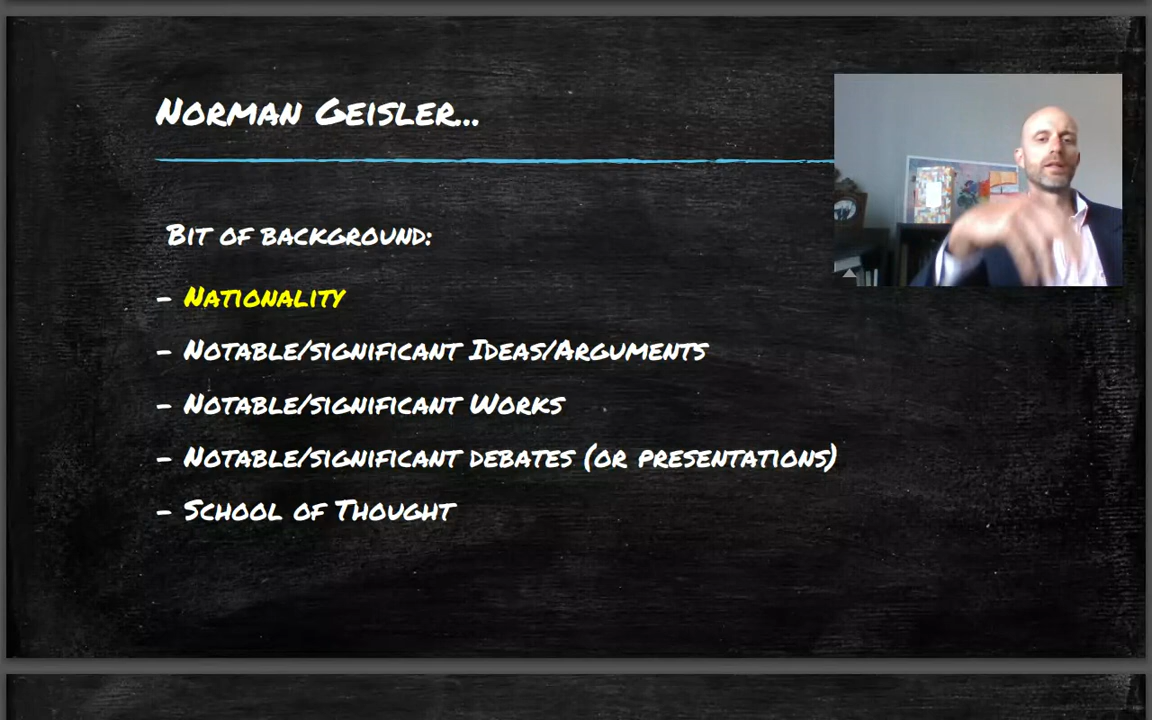 Norman Geisler...
Bit of background:
- Nationality
- Notable/significant Ideas/Arguments
- Notable/significant Works
- Notable/significant debates (or presentations)
- School of Thought